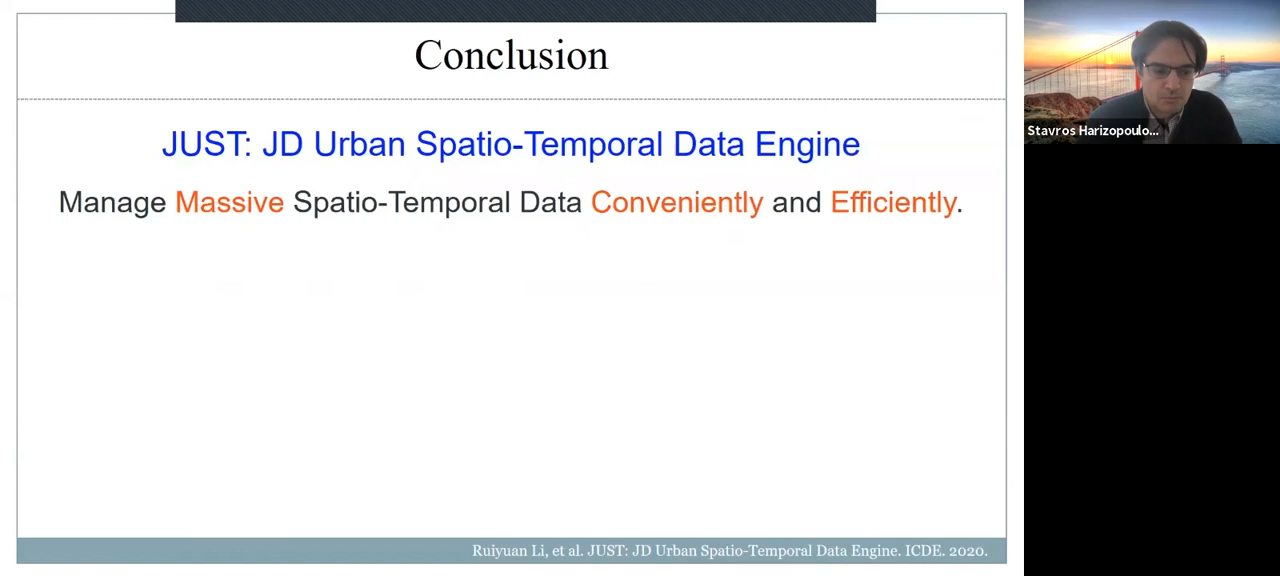 Conclusion
JUST: JD Urban Spatio-Temporal Data Engine
Manage Massive Spatio-Temporal Data Conveniently and Efficiently.
Ruiyuan Li, et al. JUST: JD Urban Spatio-Temporal Data Engine. ICDE. 2020.
Stavros Harizopoulo...